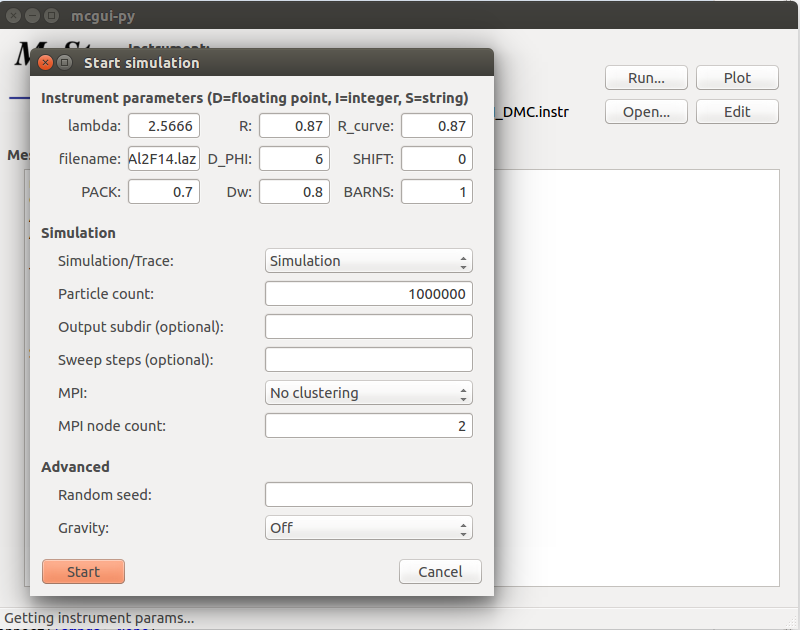 mcgui-py
Start simulation
Instrument parameters (D=floating point, I=integer, S=string)
lambda: 2.5666 R: 0.87 R_curve: 0.87
filename: Al2F14.laz D_PHI: 6 SHIFT: 0
PACK: 0.7 Dw: 0.8 BARNS: 1
Simulation
Simulation/Trace: Simulation
Particle count: 1000000
Output subdir (optional):
Sweep steps (optional):
MPI: No clustering
MPI node count: 2
Advanced
Random seed:
Gravity: Off
Start Cancel
Run... Plot
_DMC.instr Open... Edit
Getting instrument params...